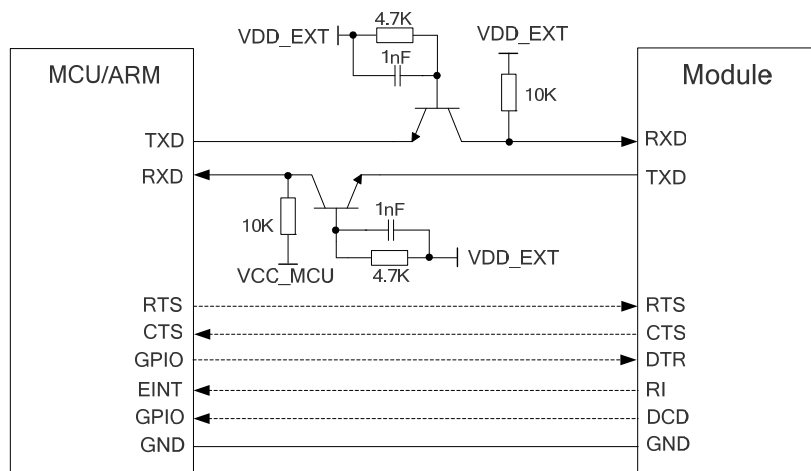 4.7K
VDD_EXT
1nF
VDD_EXT
10K
MCU/ARM
Module
TXD
RXD
RXD
TXD
10K
1nF
VCC_MCU
4.7K
VDD_EXT
RTS
RTS
CTS
CTS
GPIO
DTR
EINT
RI
GPIO
DCD
GND
GND